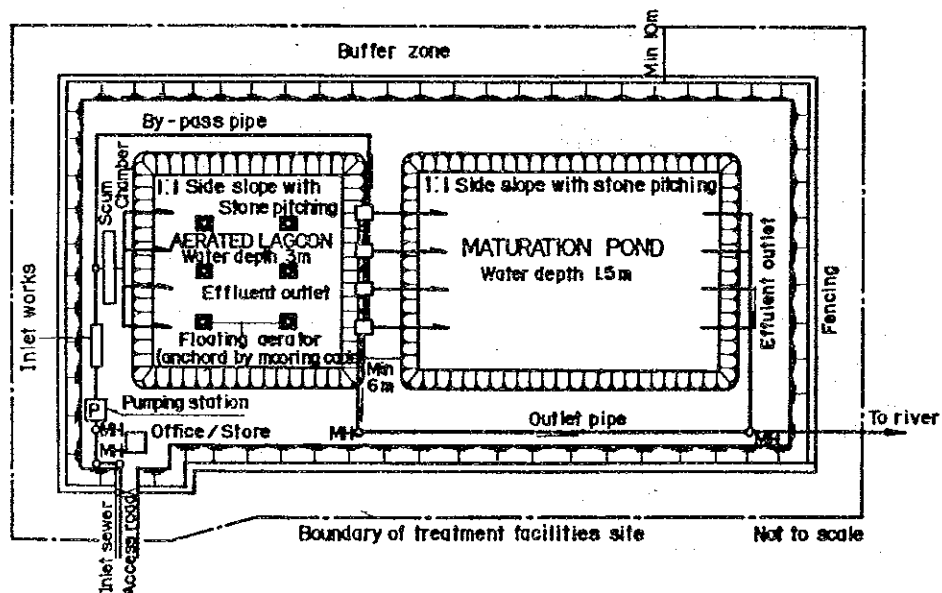 Min 10m
Buffer zone
By-pass pipe
Scum
Chamber
1:1 Side slope with
Stone pitching
AERATED LAGOON
Water depth 3m
Effluent outlet
Floating aerator
(anchord by mooring cable
1:1 Side slope with stone pitching
MATURATION POND
Water depth 1.5m
Effulent outlet
Fencing
Inlet works
Min
6m
P
Pumping station
MH
Office/Store
MH
MH
Outlet pipe
MH
To river
Inlet sewer
Access road
Boundary of treatment facilities site
Not to scale